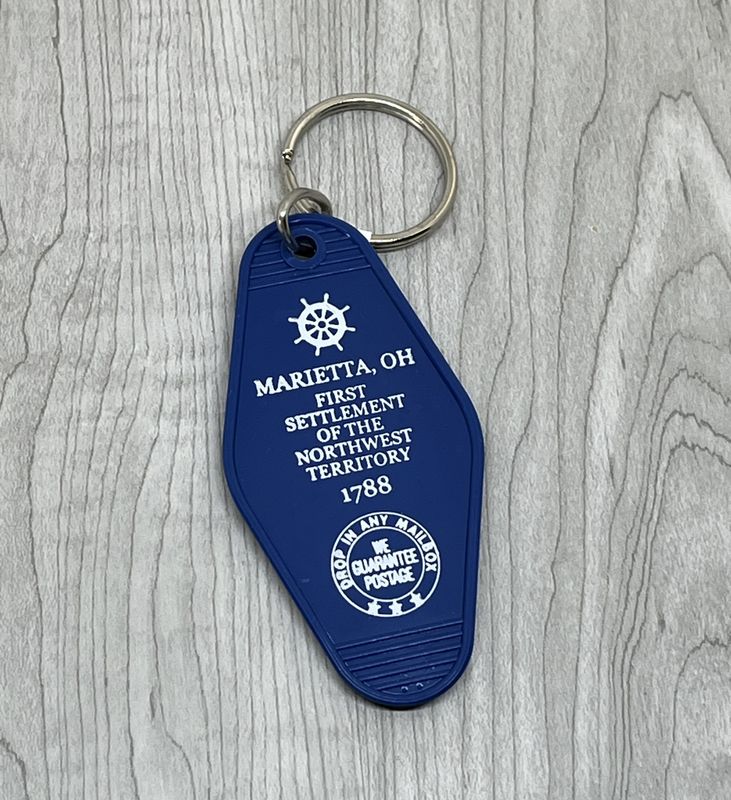 MARIETTA, OH
FIRST
SETTLEMENT
OF THE
NORTHWEST
TERRITORY
1788
DROP IN ANY MAILBOX
WE
GUARANTEE
POSTAGE